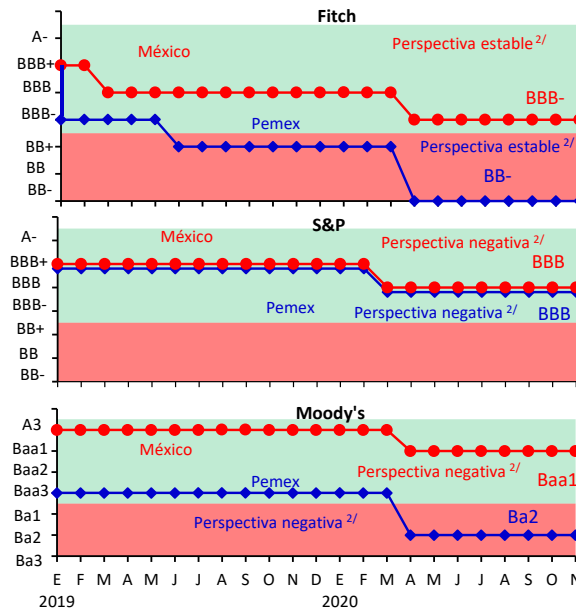 Fitch
A-
BBB+
BBB
BBB-
BB+
BB
BB-
México
Perspectiva estable 2/
BBB-
Pemex
Perspectiva estable 2/
BB-
S&P
A-
BBB+
BBB
BBB-
BB+
BB
BB-
México
Perspectiva negativa 2/
BBB
Pemex
Perspectiva negativa 2/
BBB
Moody's
A3
Baa1
Baa2
Baa3
Ba1
Ba2
Ba3
México
Perspectiva negativa 2/
Baa1
Pemex
Perspectiva negativa 2/
Ba2
E F M A M J J A S O N D E F M A M J J A S O N
2019 2020